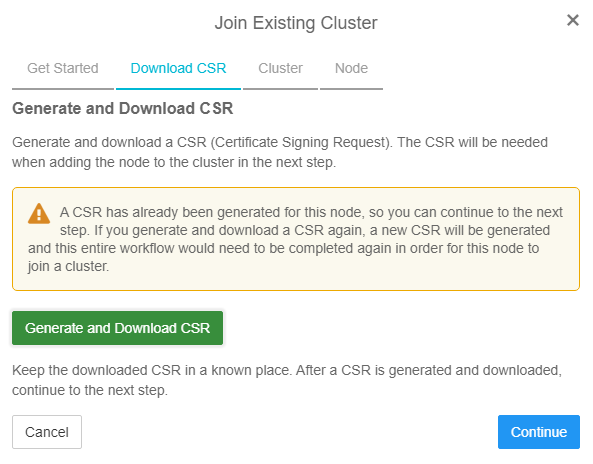 Join Existing Cluster
Get Started
Download CSR
Cluster
Node
Generate and Download CSR
Generate and download a CSR (Certificate Signing Request). The CSR will be needed
when adding the node to the cluster in the next step.
A CSR has already been generated for this node, so you can continue to the next
step. If you generate and download a CSR again, a new CSR will be generated
and this entire workflow would need to be completed again in order for this node to
join a cluster.
Generate and Download CSR
Keep the downloaded CSR in a known place. After a CSR is generated and downloaded,
continue to the next step.
Cancel
Continue